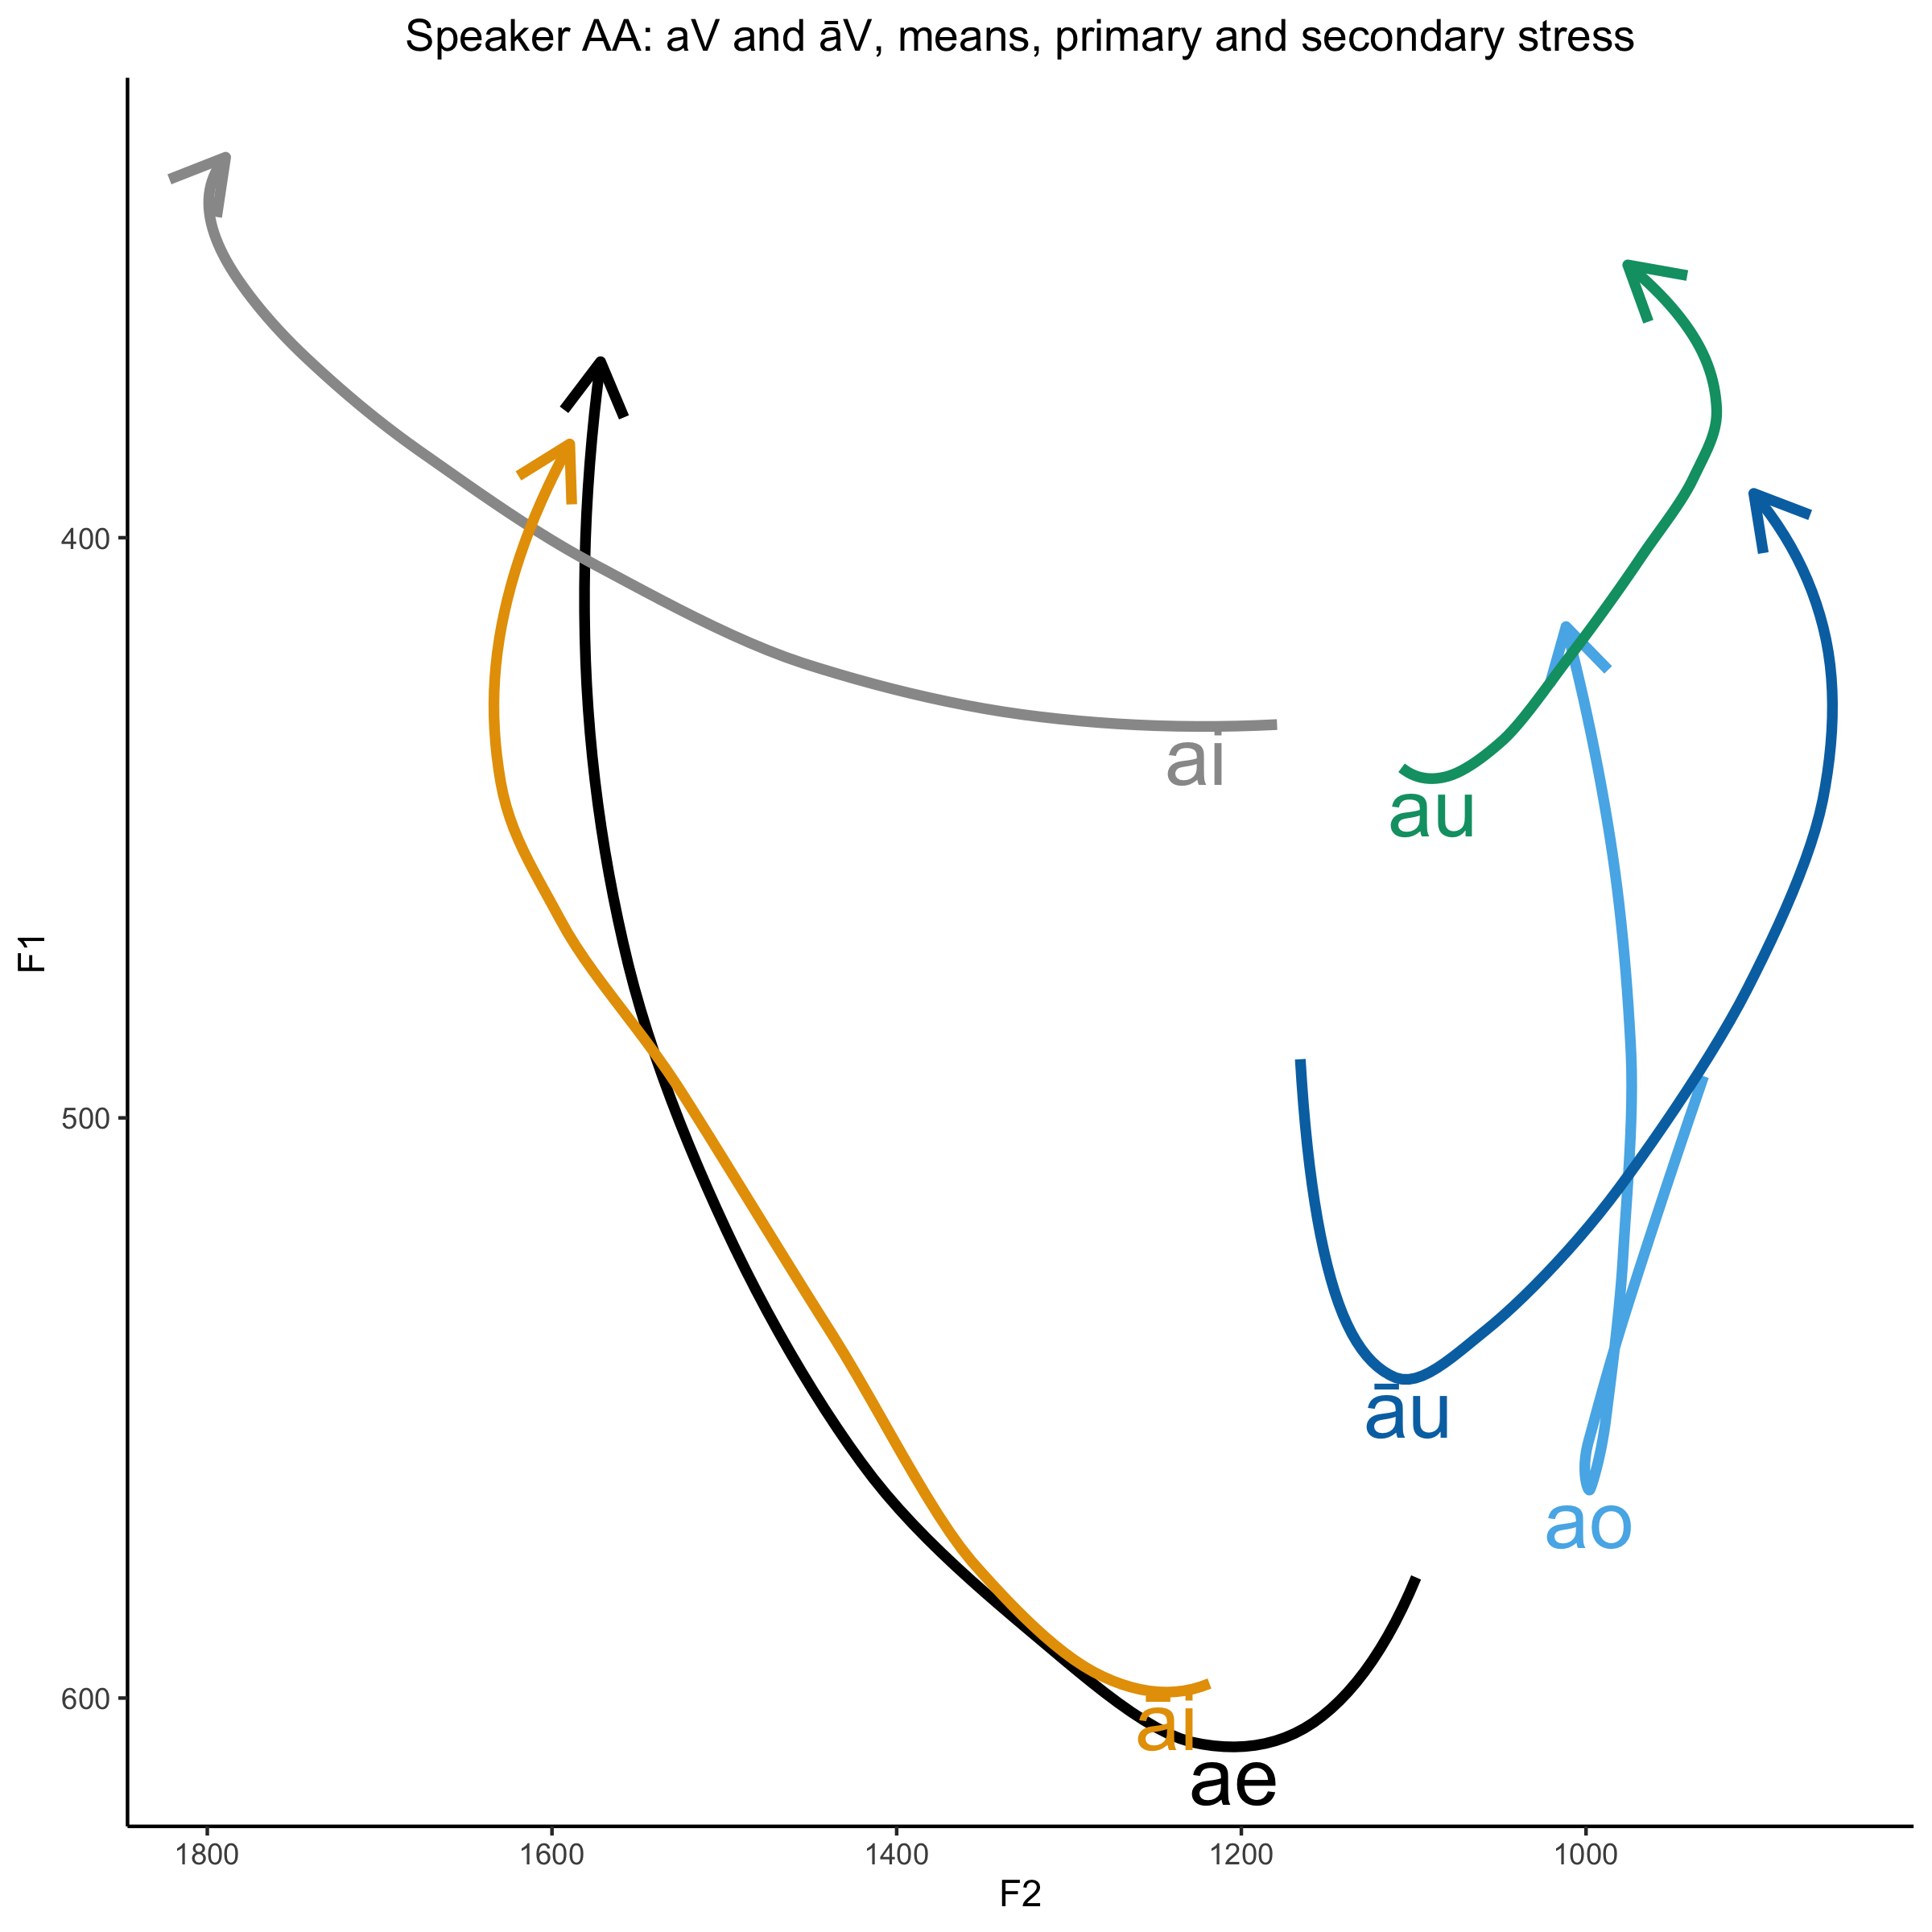 Speaker AA: aV and āV, means, primary and secondary stress
400
ai
au
F1
500
āu
ao
600
āi
ae
1800 1600 1400 1200 1000
F2